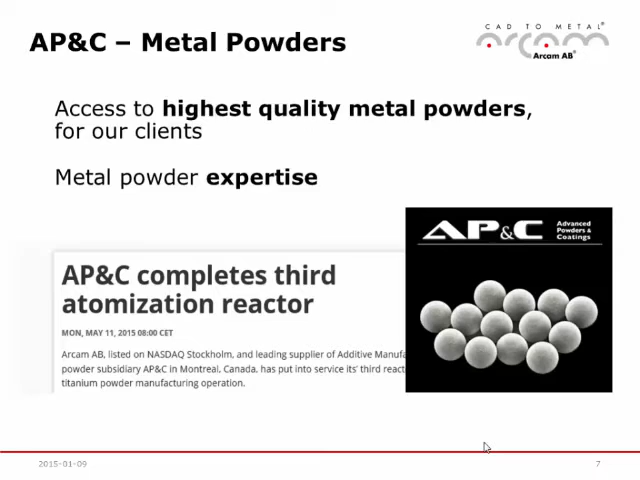 AP&C – Metal Powders
CAD TO METAL®
arcam
Arcam AB®
Access to highest quality metal powders,
for our clients
Metal powder expertise
AP&C
Advanced
Powders &
Coatings
AP&C completes third
atomization reactor
MON, MAY 11, 2015 08:00 CET
Arcam AB, listed on NASDAQ Stockholm, and leading supplier of Additive Manufa
powder subsidiary AP&C in Montreal, Canada, has put into service its' third react
titanium powder manufacturing operation.
2015-01-09
7